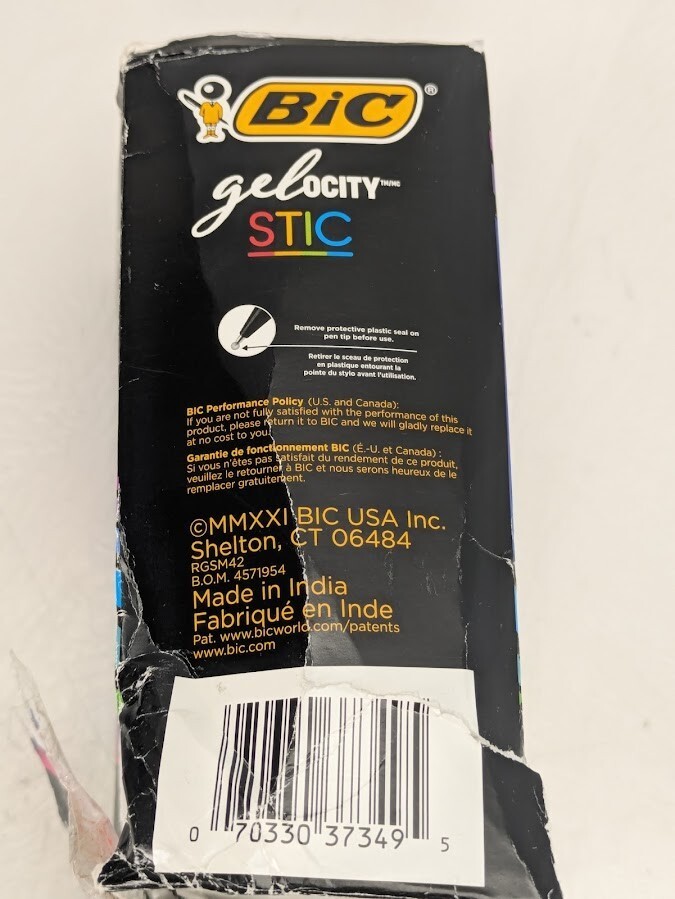 BiC®
gelOCITY™/MC
STIC
Remove protective plastic seal on
pen tip before use.
Retirer le sceau de protection
en plastique entourant la
pointe du stylo avant l'utilisation.
BIC Performance Policy (U.S. and Canada):
If you are not fully satisfied with the performance of this
product, please return it to BIC and we will gladly replace it
at no cost to you.
Garantie de fonctionnement BIC (É.-U. et Canada) :
Si vous n'êtes pas satisfait du rendement de ce produit,
veuillez le retourner à BIC et nous serons heureux de le
remplacer gratuitement.
©MMXXI BIC USA Inc.
Shelton, CT 06484
RGSM42
B.O.M. 4571954
Made in India
Fabriqué en Inde
Pat. www.bicworld.com/patents
www.bic.com
0 70330 37349 5